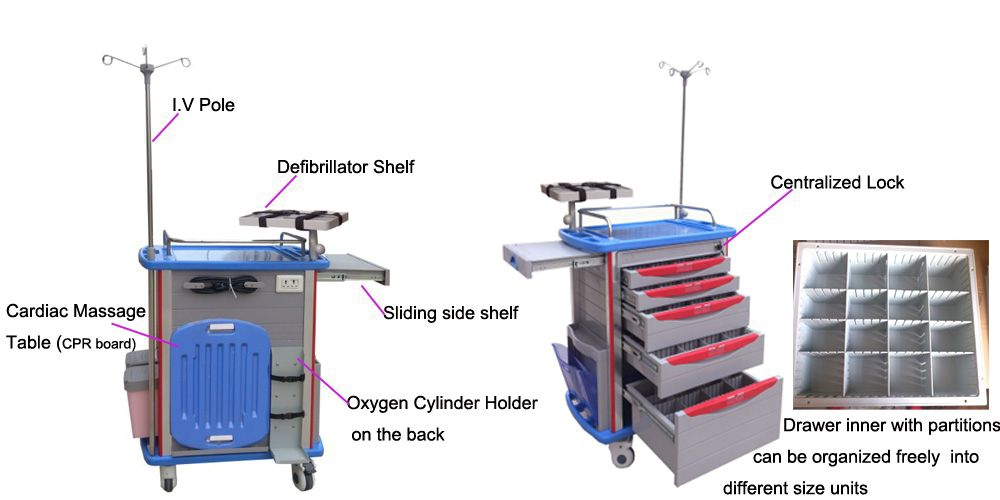 I.V Pole
Defibrillator Shelf
Centralized Lock
Cardiac Massage
Table (CPR board)
Sliding side shelf
Oxygen Cylinder Holder
on the back
Drawer inner with partitions
can be organized freely into
different size units